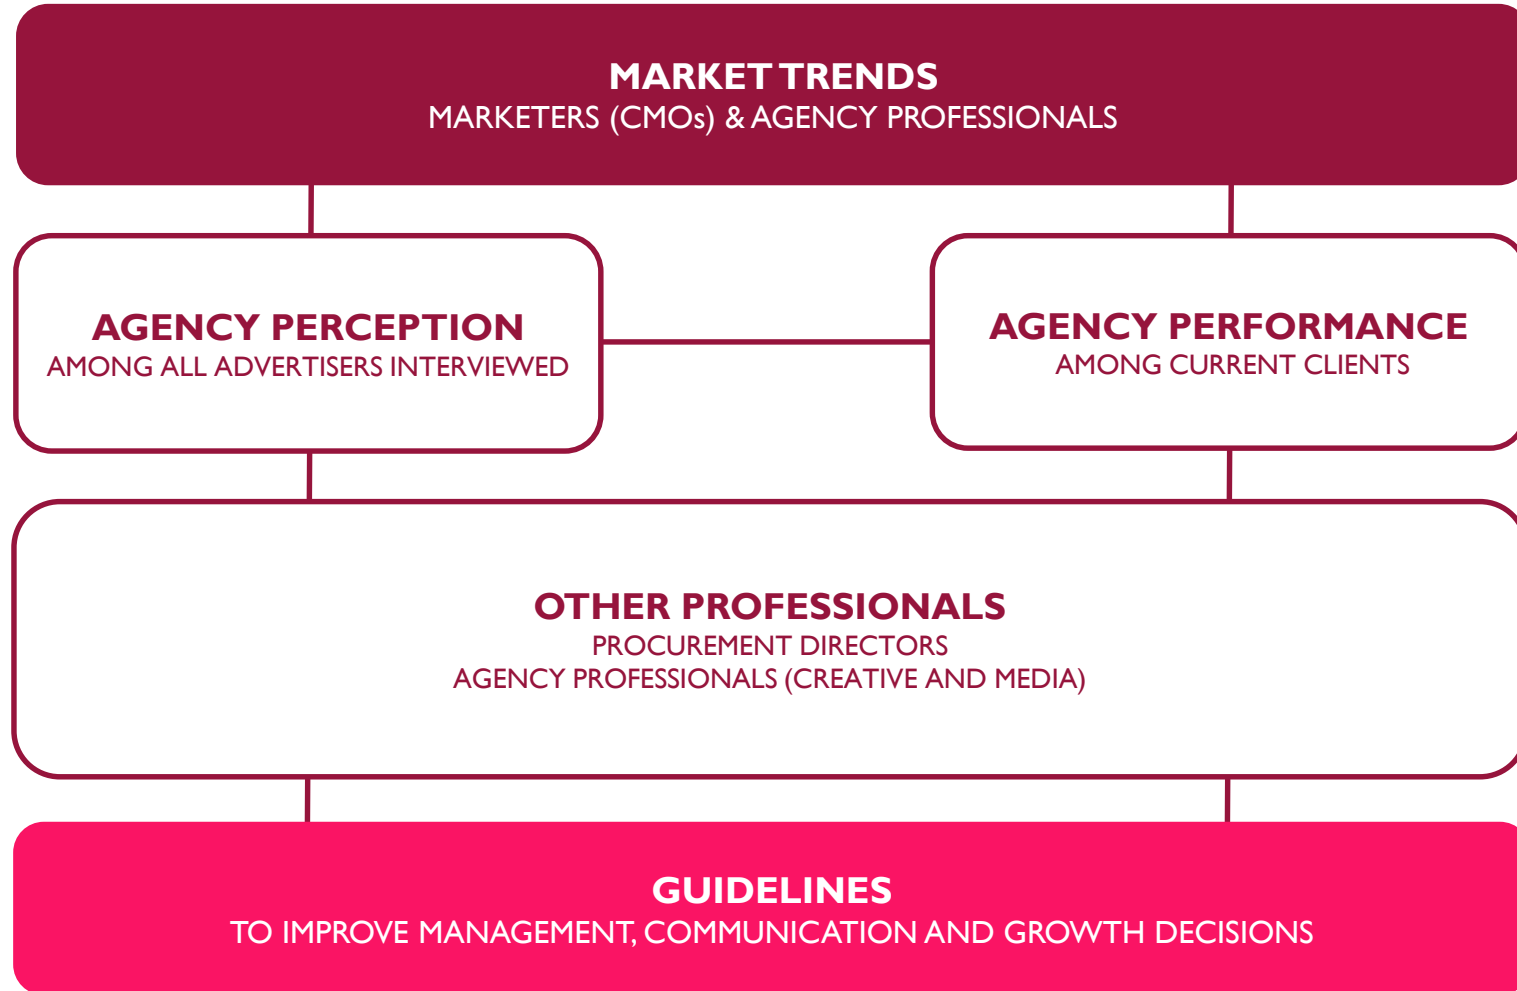 MARKET TRENDS
MARKETERS (CMOs) & AGENCY PROFESSIONALS
AGENCY PERCEPTION
AMONG ALL ADVERTISERS INTERVIEWED
AGENCY PERFORMANCE
AMONG CURRENT CLIENTS
OTHER PROFESSIONALS
PROCUREMENT DIRECTORS
AGENCY PROFESSIONALS (CREATIVE AND MEDIA)
GUIDELINES
TO IMPROVE MANAGEMENT, COMMUNICATION AND GROWTH DECISIONS